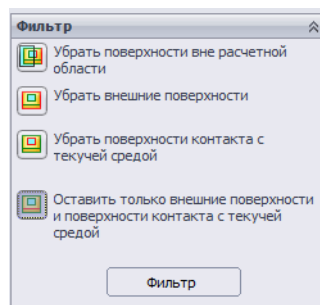 Фильтр
Убрать поверхности вне расчетной
области
Убрать внешние поверхности
Убрать поверхности контакта с
текучей средой
Оставить только внешние поверхности
и поверхности контакта с текучей
средой
Фильтр